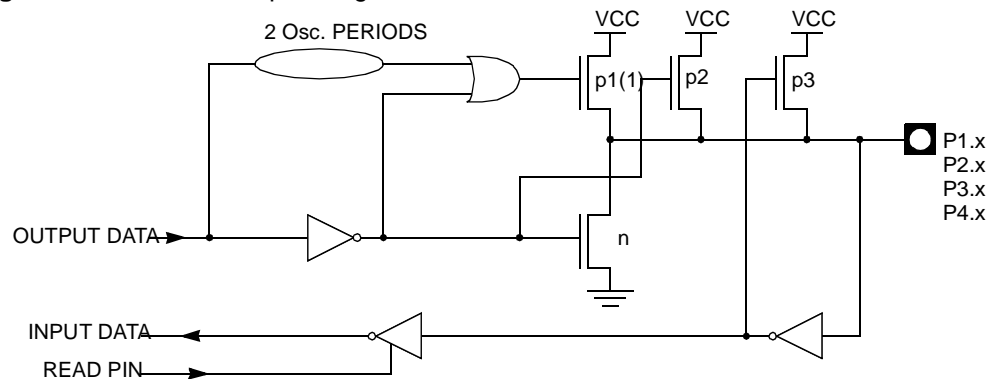 2 Osc. PERIODS
VCC VCC VCC
p1(1) p2 p3
P1.x
P2.x
P3.x
P4.x
OUTPUT DATA
n
INPUT DATA
READ PIN